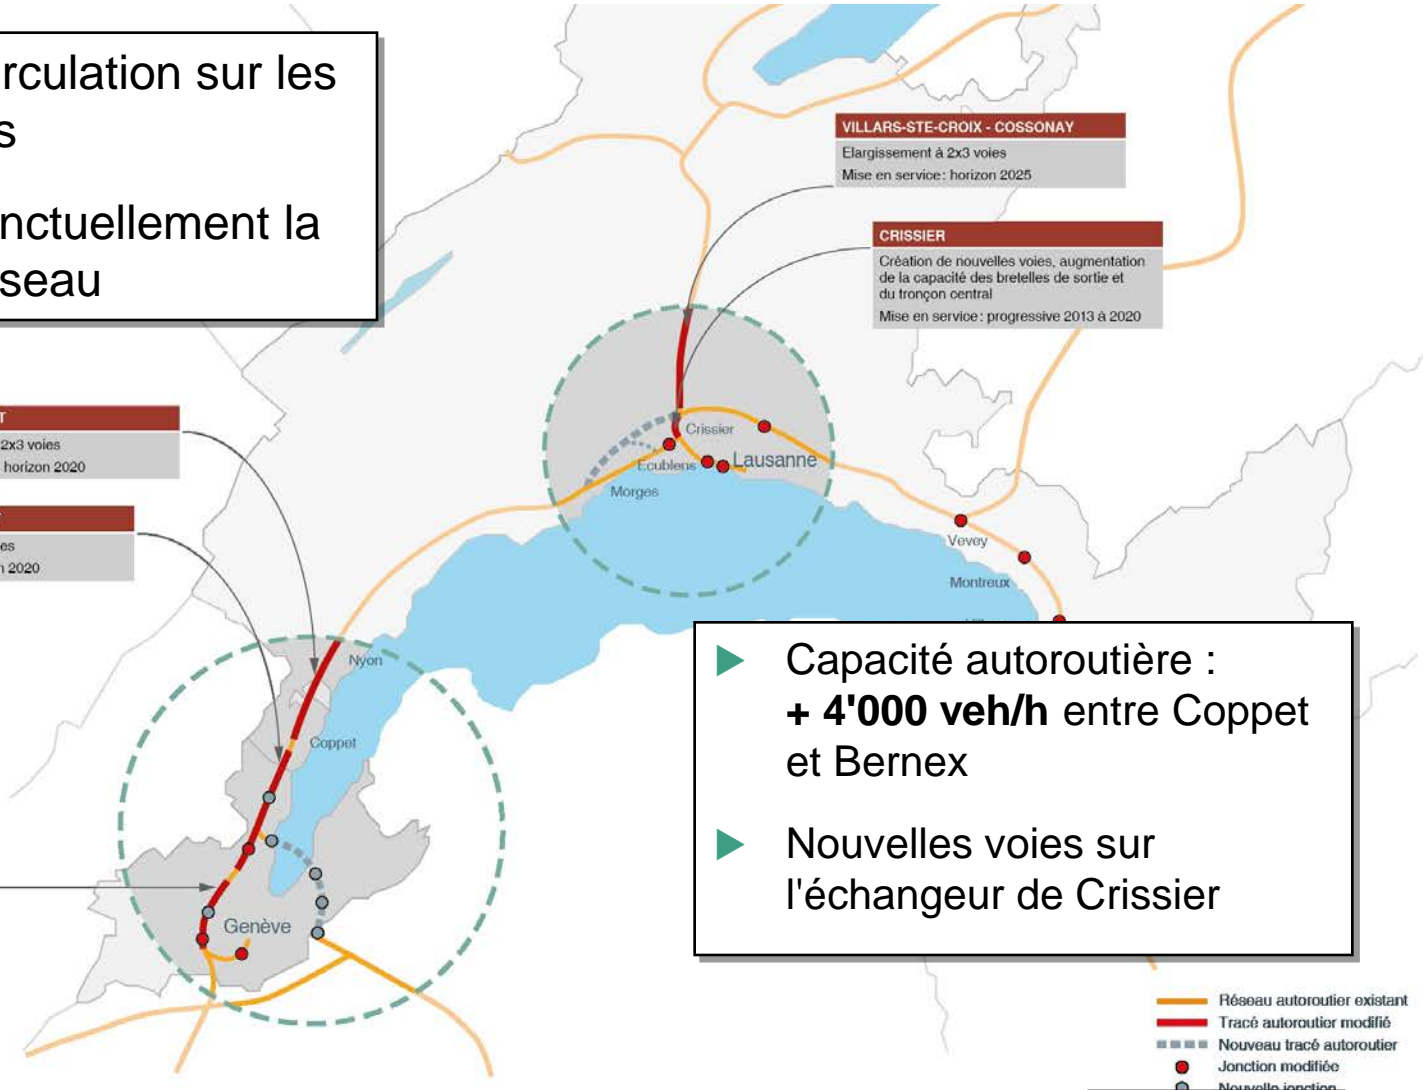 rculation sur les
s
nctuellement la
seau
VILLARS-STE-CROIX - COSSONAY
Elargissement à 2x3 voies
Mise en service: horizon 2025
CRISSIER
Création de nouvelles voies, augmentation
de la capacité des bretelles de sortie et
du tronçon central
Mise en service: progressive 2013 à 2020
T
2x3 voies
horizon 2020
es
n 2020
Crissier
Ecublens
Lausanne
Morges
Vevey
Montreux
Nyon
Coppet
Genève
Capacité autoroutière :
+ 4'000 veh/h entre Coppet
et Bernex
Nouvelles voies sur
l'échangeur de Crissier
Réseau autoroutier existant
Tracé autoroutier modifié
Nouveau tracé autoroutier
Jonction modifiée
Nouvelle jonction